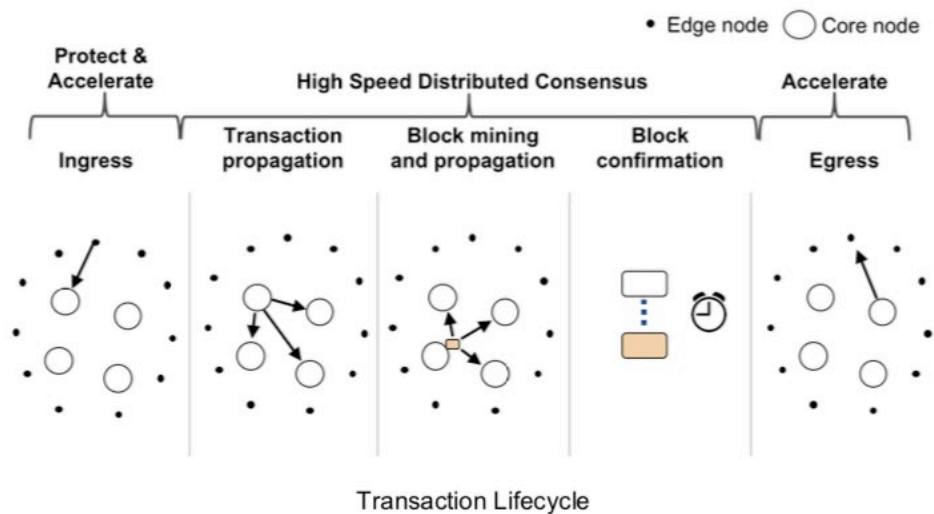 Edge node
Core node
Protect &
Accelerate
High Speed Distributed Consensus
Accelerate
Ingress
Transaction
propagation
Block mining
and propagation
Block
confirmation
Egress
Transaction Lifecycle